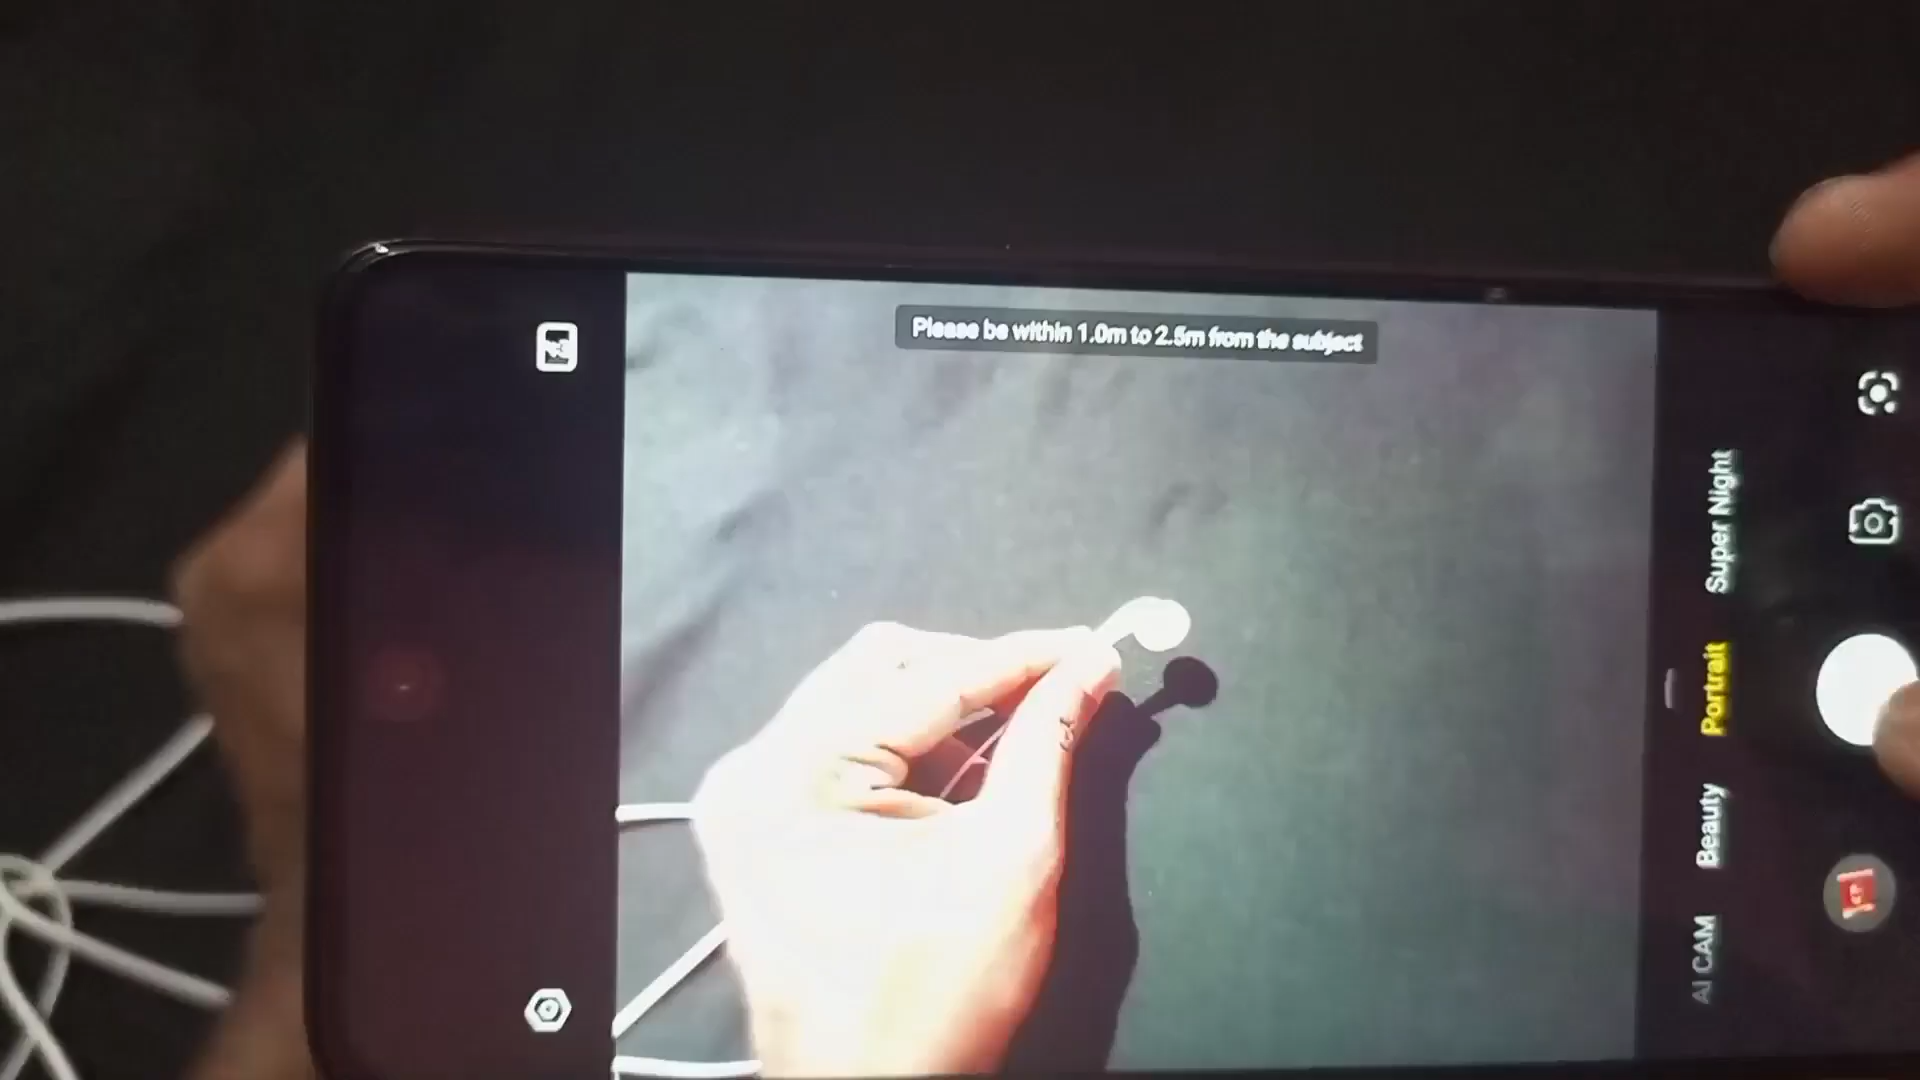 Please be within 1.0m to 2.5m from the subject
AI CAM
Beauty
Portrait
Super Night